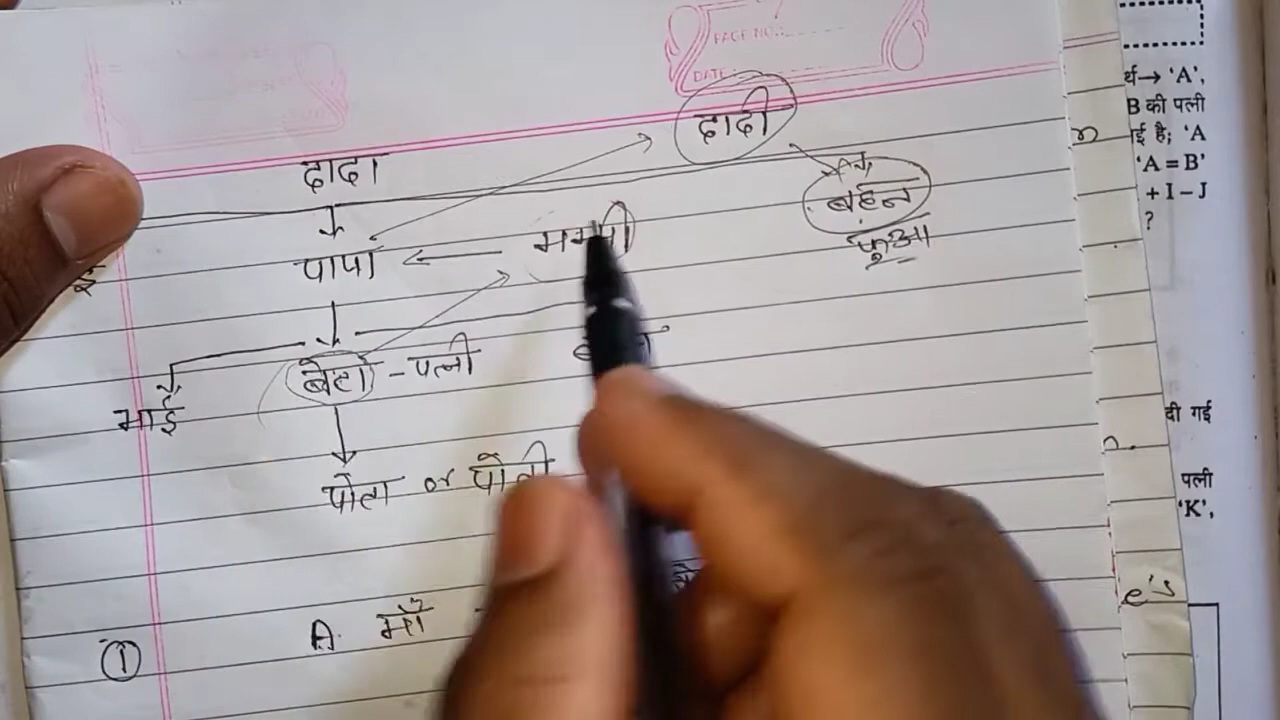 PAGE NO.:
DATE
दादी
दादा
बहन
पापा
मम्मी
फूआ
ई
बेटा - पत्नी
भाई
पोता or पोती
A. माँ
①
र्थ→ 'A',
B की पत्नी
ाई है; 'A
'A = B'
+ I – J
?
दी गई
पत्नी
'K',
e's